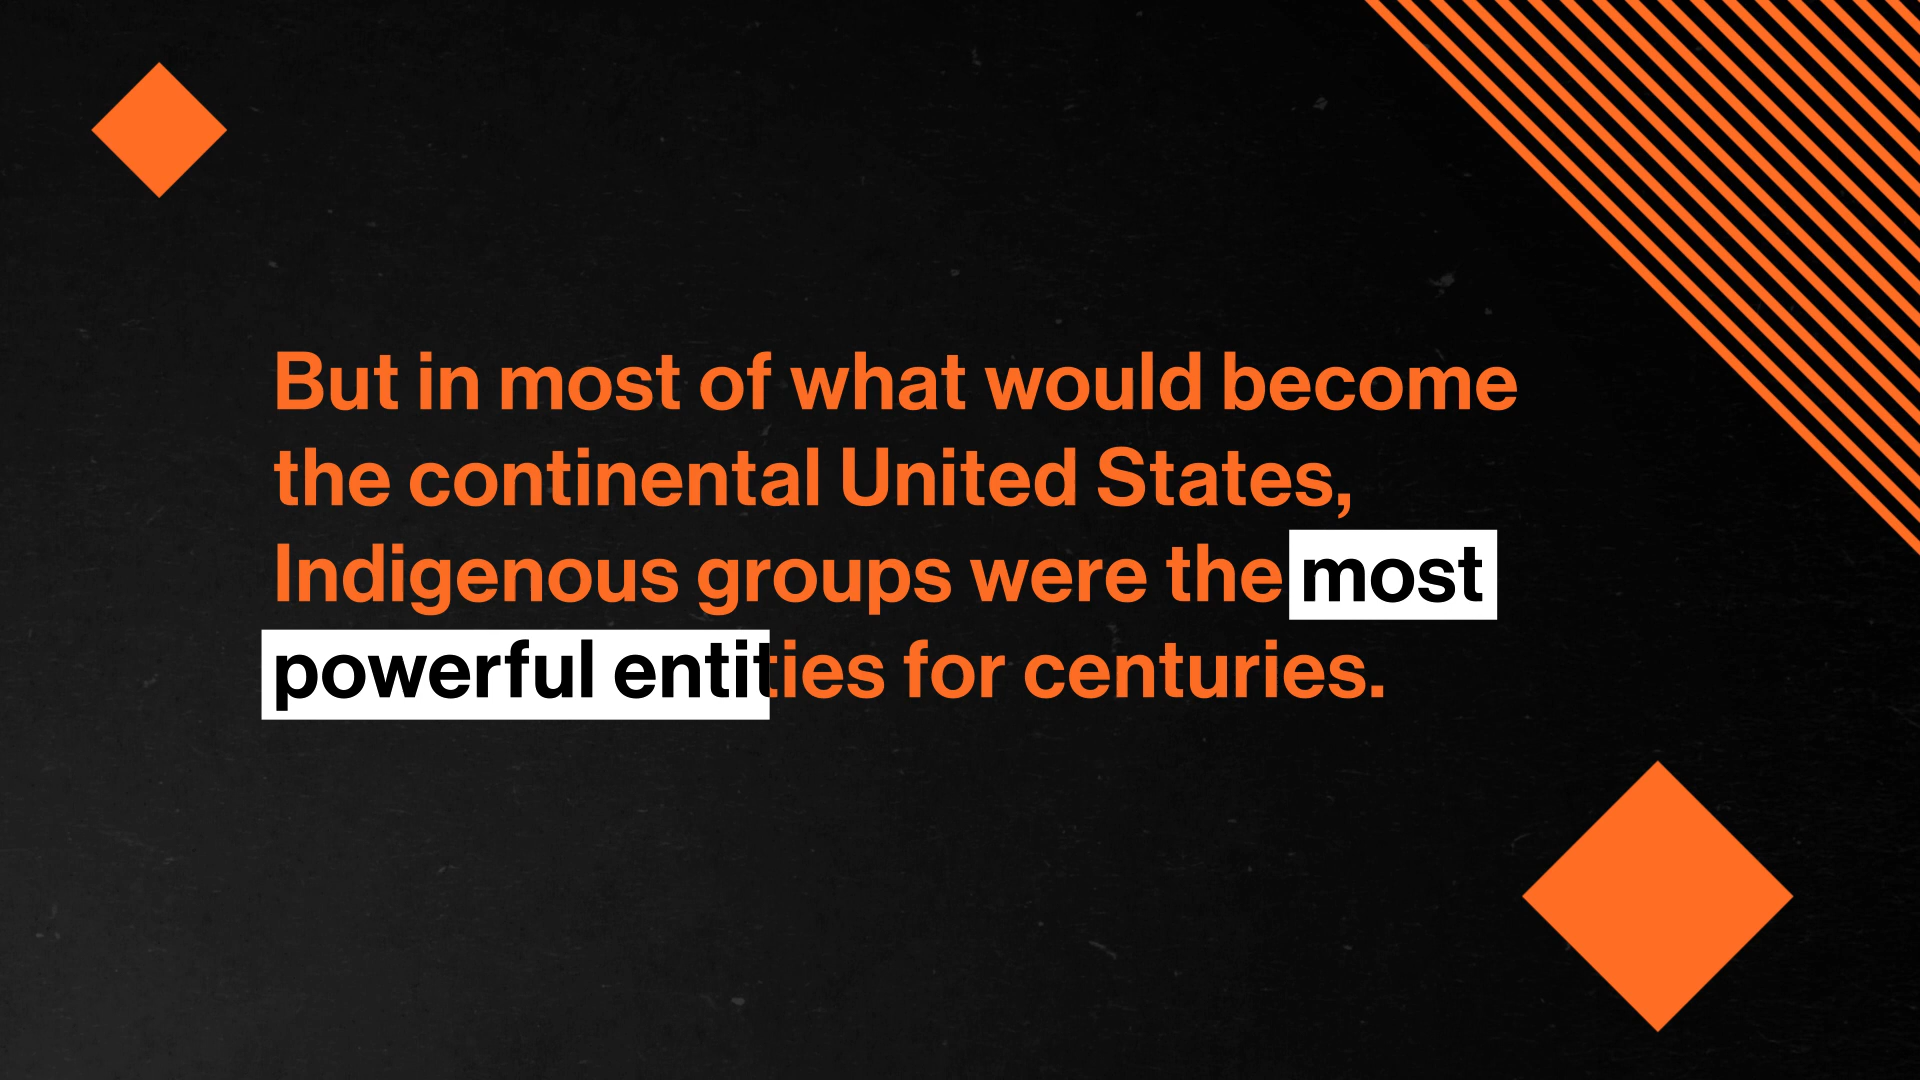 But in most of what would become
the continental United States,
Indigenous groups were the most
powerful entities for centuries.